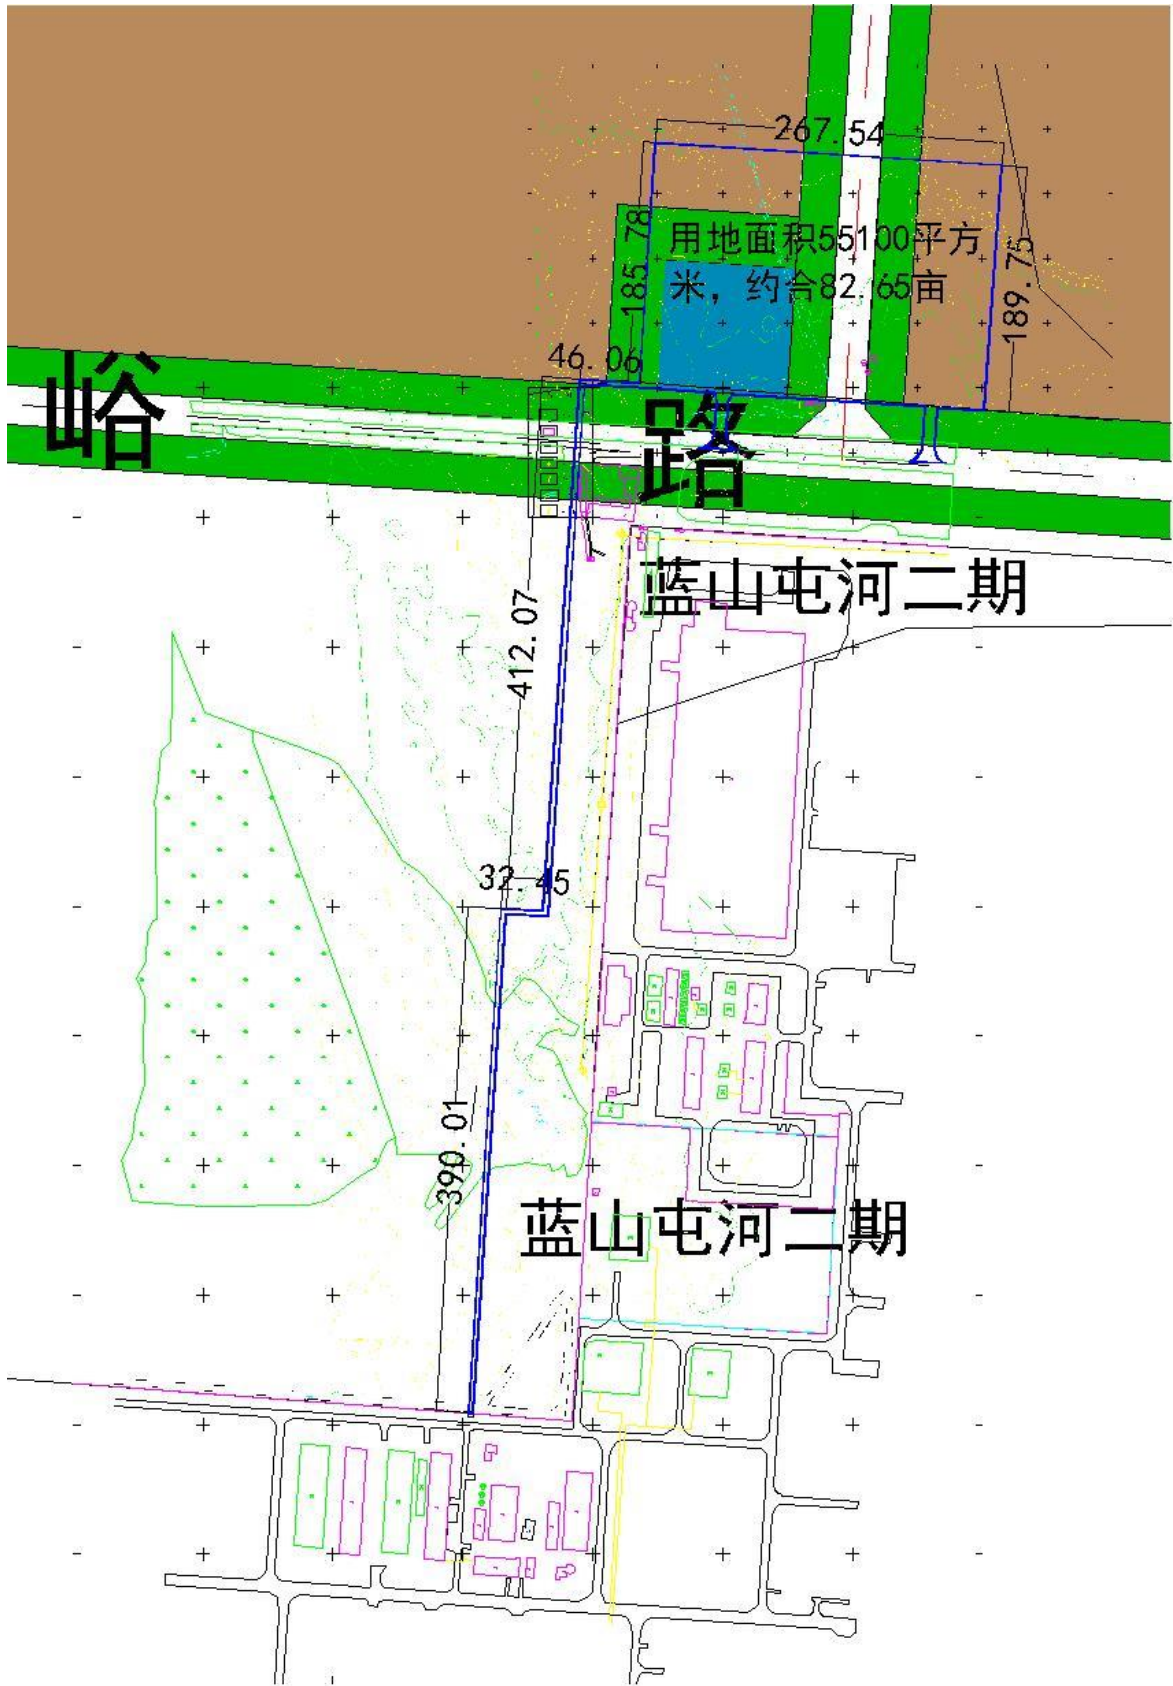 267.54
185.78
用地面积55100平方
米，约合82.65亩
189.75
46.06
峪
路
蓝山屯河二期
412.07
32.45
390.01
蓝山屯河二期